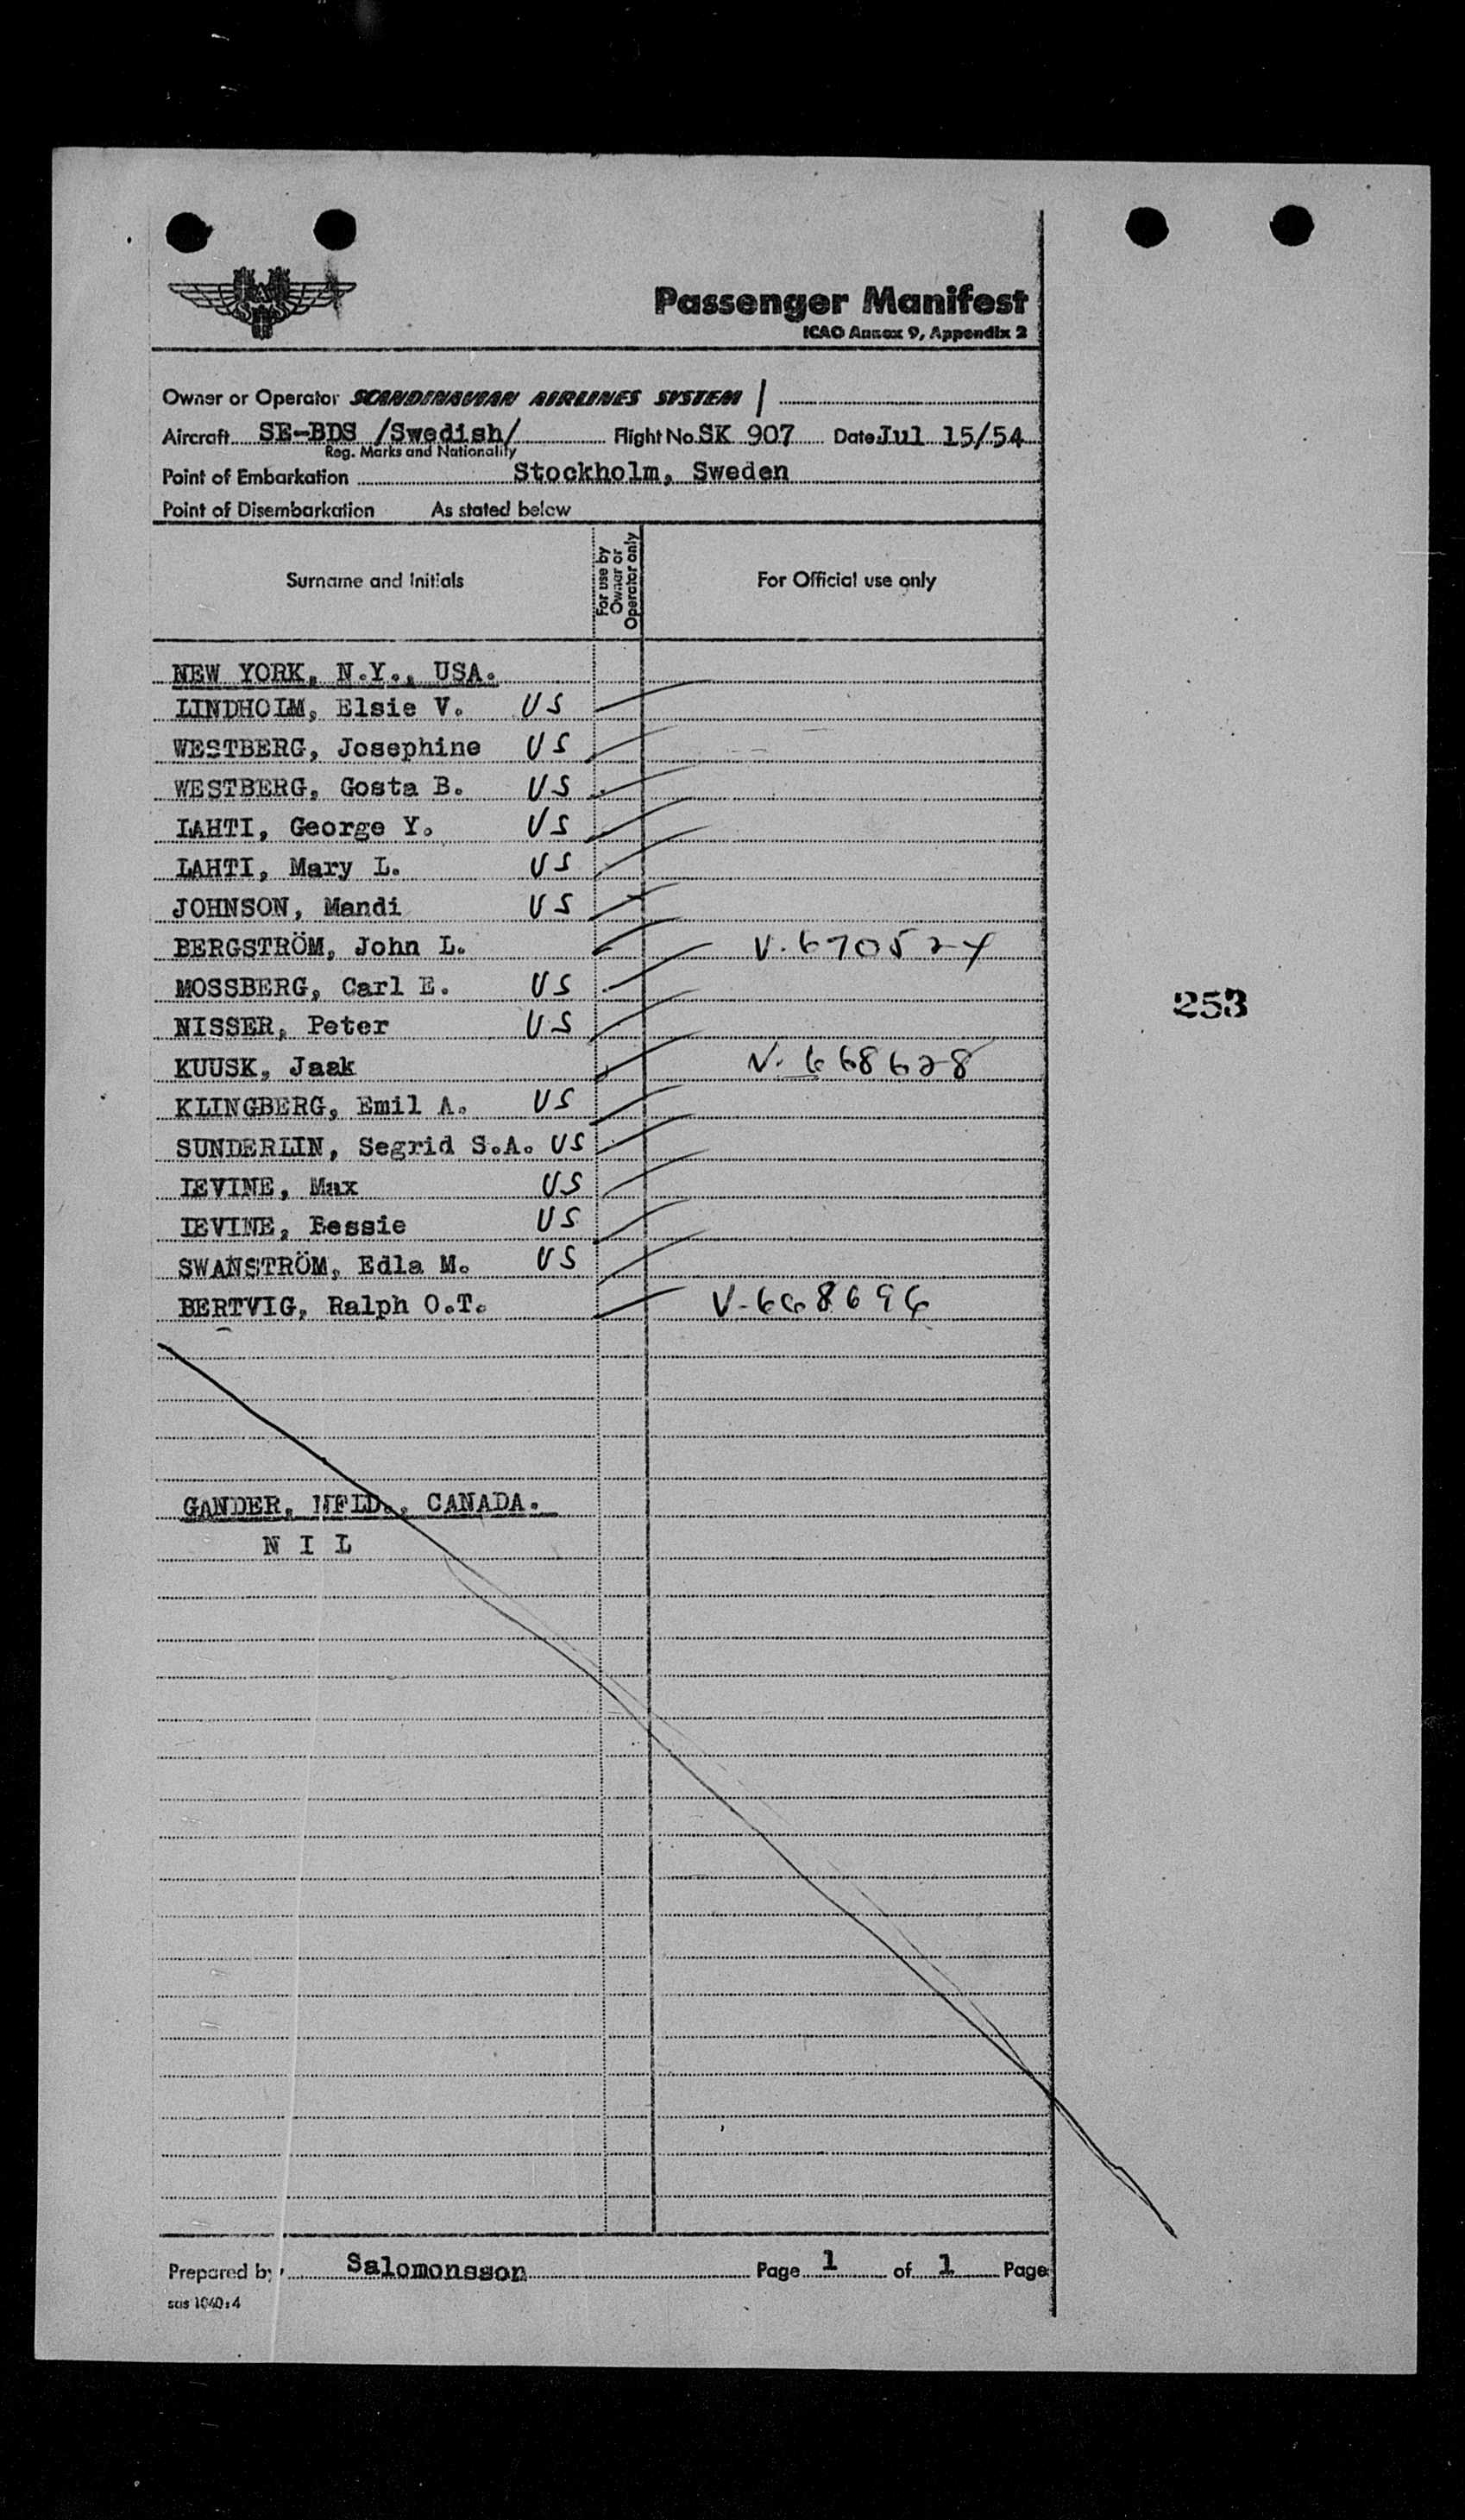 SAS
Passenger Manifest
ICAO Annex 9, Appendix 2
Owner or Operator SCANDINAVIAN AIRLINES SYSTEM
Aircraft SE-BDS /Swedish/ Flight No. SK 907 Date Jul 15/54
Reg. Marks and Nationality
Point of Embarkation Stockholm, Sweden
Point of Disembarkation As stated below
Surname and Initials For use by Owner or Operator only For Official use only
NEW YORK, N.Y., USA.
LINDHOLM, Elsie V. US
WESTBERG, Josephine US
WESTBERG, Gosta B. US
LAHTI, George Y. US
LAHTI, Mary L. US
JOHNSON, Mandi US
BERGSTRÖM, John L. V-670524
MOSSBERG, Carl E. US
253
NISSER, Peter US
KUUSK, Jaak V-668628
KLINGBERG, Emil A. US
SUNDERLIN, Segrid S.A. US
LEVINE, Max US
LEVINE, Bessie US
SWANSTRÖM, Edla M. US
BERTVIG, Ralph O.T. V-668696
GANDER, NFLD., CANADA.
N I L
Prepared by Salomonsson Page 1 of 1 Page
sas 1040:4